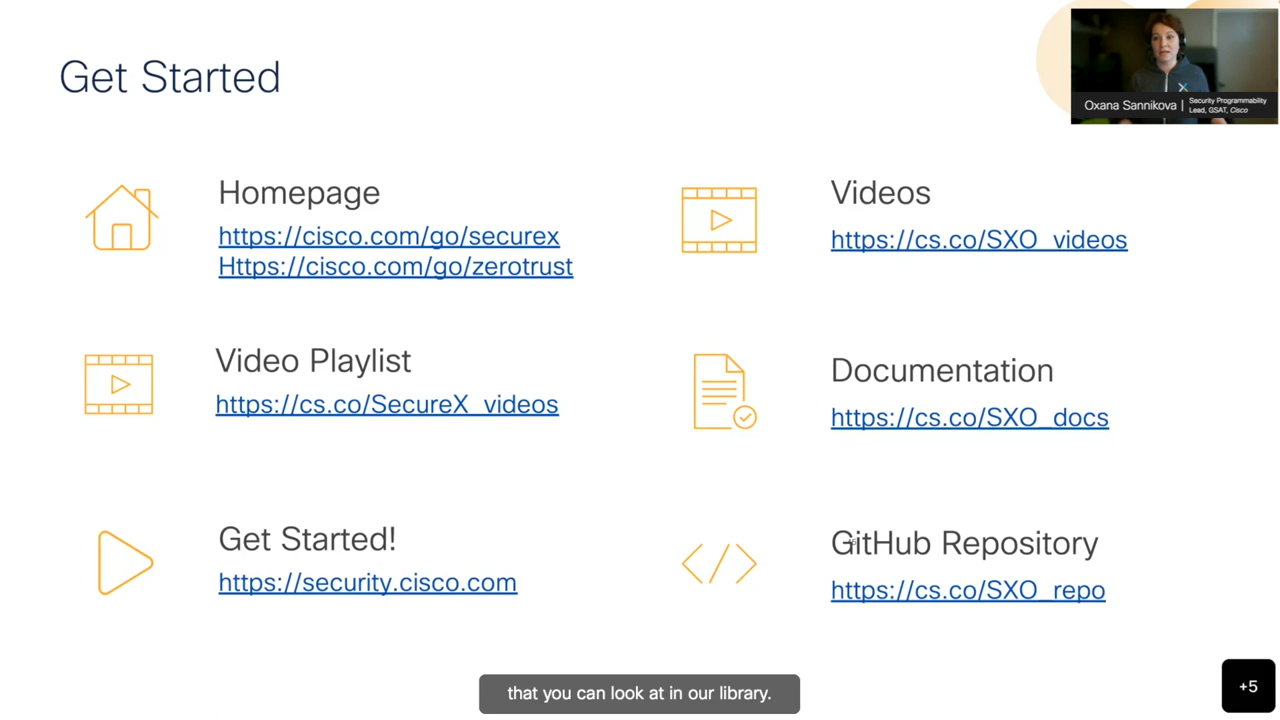 Get Started
Oxana Sannikova | Security Programmability
Lead, GSAT, Cisco
Homepage
https://cisco.com/go/securex
Https://cisco.com/go/zerotrust
Videos
https://cs.co/SXO_videos
Video Playlist
https://cs.co/SecureX_videos
Documentation
https://cs.co/SXO_docs
Get Started!
https://security.cisco.com
GitHub Repository
https://cs.co/SXO_repo
that you can look at in our library.
+5